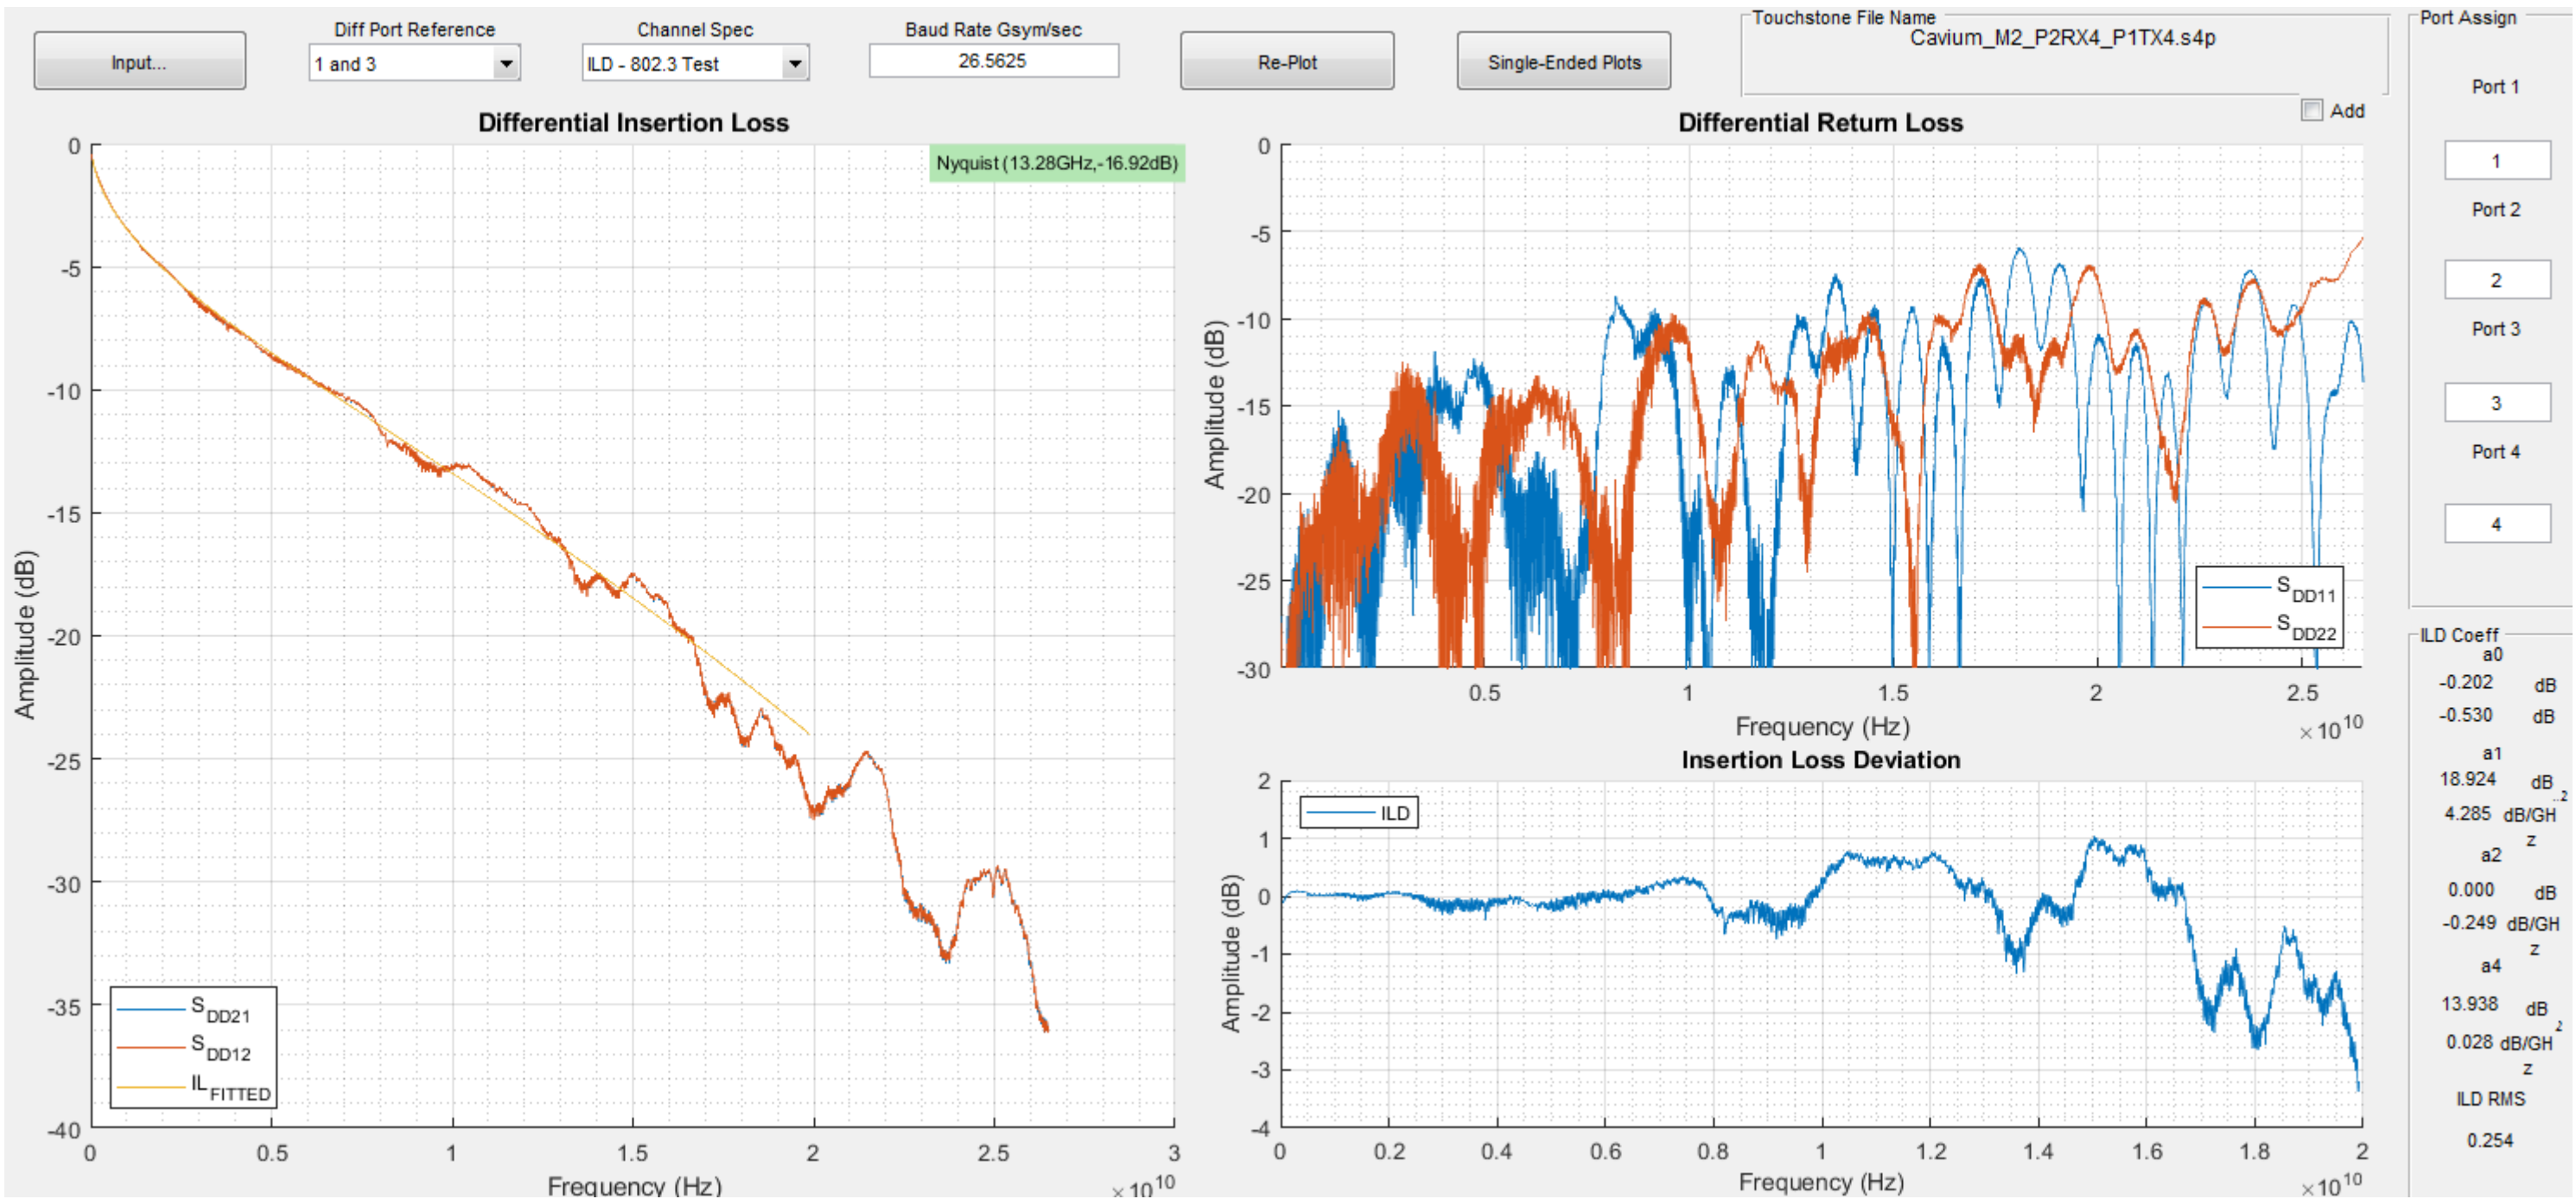 Input...
Diff Port Reference
1 and 3
Channel Spec
ILD - 802.3 Test
Baud Rate Gsym/sec
26.5625
Re-Plot
Single-Ended Plots
Touchstone File Name
Cavium_M2_P2RX4_P1TX4.s4p
Add
Port Assign
Port 1
1
Port 2
2
Port 3
3
Port 4
4
Differential Insertion Loss
Nyquist (13.28GHz,-16.92dB)
Amplitude (dB)
0
-5
-10
-15
-20
-25
-30
-35
-40
S DD21
S DD12
IL FITTED
0 0.5 1 1.5 2 2.5 3
Frequency (Hz)
×10^10
Differential Return Loss
Amplitude (dB)
0
-5
-10
-15
-20
-25
-30
S DD11
S DD22
0.5 1 1.5 2 2.5
Frequency (Hz)
×10^10
Insertion Loss Deviation
Amplitude (dB)
2
1
0
-1
-2
-3
-4
ILD
0 0.2 0.4 0.6 0.8 1 1.2 1.4 1.6 1.8 2
Frequency (Hz)
×10^10
ILD Coeff
a0
-0.202 dB
-0.530 dB
a1
18.924 dB
..2
4.285 dB/GH
z
a2
0.000 dB
-0.249 dB/GH
z
a4
13.938 dB
2
0.028 dB/GH
z
ILD RMS
0.254